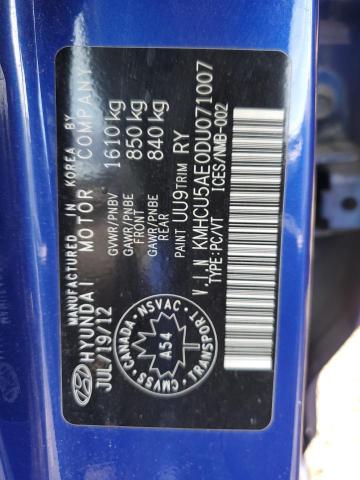 MANUFACTURED IN KOREA BY
HYUNDAI MOTOR COMPANY
JUL/19/12
GVWR/PNBV 1610 kg
GAWR/PNBE FRONT 850 kg
GAWR/PNBE REAR 840 kg
PAINT UU9 TRIM RY
V.I.N KMHCU5AE0DU071007
TYPE:PC/VT ICES/NMB-002
CANADA NSVAC TRANSPORT CMVSS
A54